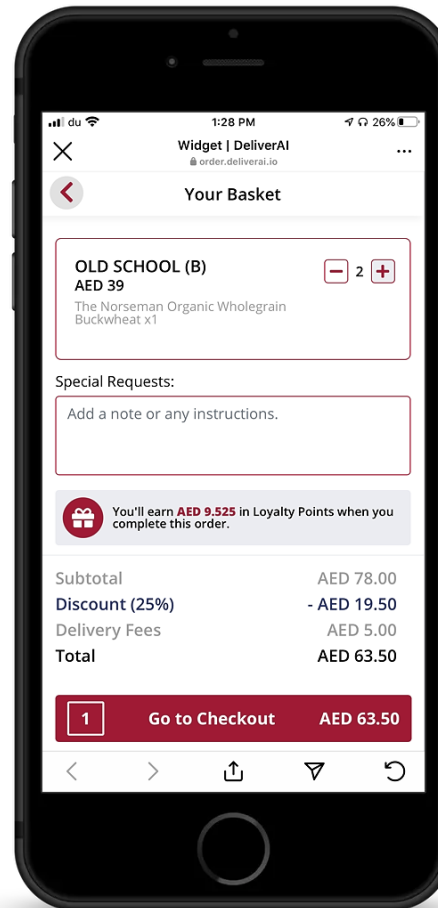 du
1:28 PM
26%
Widget | DeliverAI
order.deliverai.io
Your Basket
OLD SCHOOL (B)
AED 39
The Norseman Organic Wholegrain
Buckwheat x1
2
Special Requests:
Add a note or any instructions.
You'll earn AED 9.525 in Loyalty Points when you
complete this order.
Subtotal AED 78.00
Discount (25%) - AED 19.50
Delivery Fees AED 5.00
Total AED 63.50
1 Go to Checkout AED 63.50